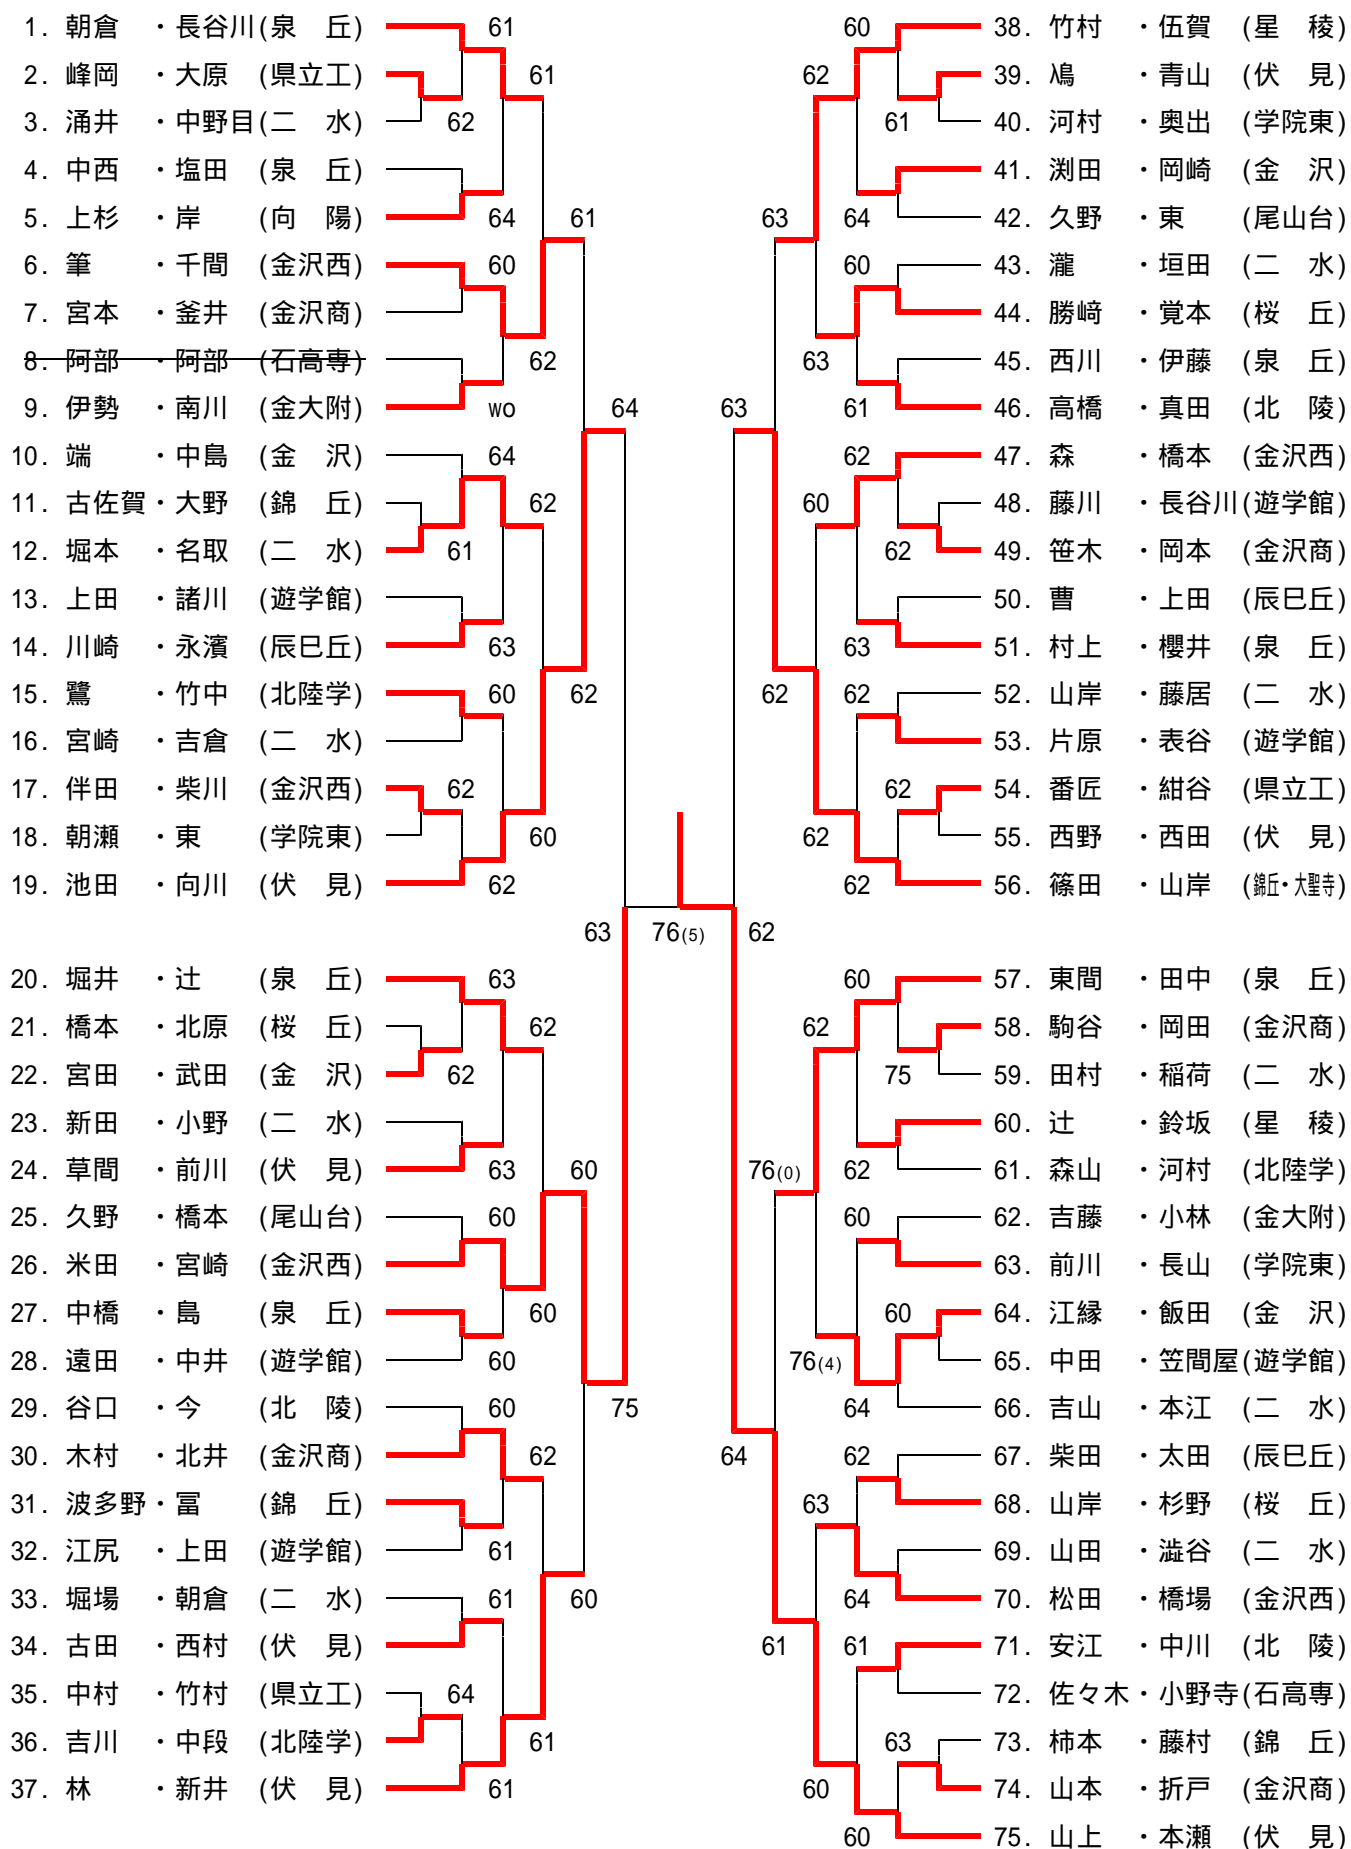 1. 朝倉 ・長谷川(泉 丘) 61
2. 峰岡 ・大原 (県立工) 61
3. 涌井 ・中野目(二 水) 62
4. 中西 ・塩田 (泉 丘)
5. 上杉 ・岸 (向 陽) 64 61
6. 筆 ・千間 (金沢西) 60
7. 宮本 ・釜井 (金沢商)
8. 阿部 ・阿部 (石高専) 62
9. 伊勢 ・南川 (金大附) wo 64
10. 端 ・中島 (金 沢) 64
11. 古佐賀・大野 (錦 丘) 62
12. 堀本 ・名取 (二 水) 61
13. 上田 ・諸川 (遊学館)
14. 川崎 ・永濱 (辰巳丘) 63
15. 鷺 ・竹中 (北陸学) 60 62
16. 宮崎 ・吉倉 (二 水)
17. 伴田 ・柴川 (金沢西) 62
18. 朝瀬 ・東 (学院東) 60
19. 池田 ・向川 (伏 見) 62
63 76(5) 62
20. 堀井 ・辻 (泉 丘) 63
21. 橋本 ・北原 (桜 丘) 62
22. 宮田 ・武田 (金 沢) 62
23. 新田 ・小野 (二 水)
24. 草間 ・前川 (伏 見) 63 60
25. 久野 ・橋本 (尾山台) 60
26. 米田 ・宮崎 (金沢西)
27. 中橋 ・島 (泉 丘) 60
28. 遠田 ・中井 (遊学館) 60
29. 谷口 ・今 (北 陵) 60 75
30. 木村 ・北井 (金沢商) 62
31. 波多野・冨 (錦 丘)
32. 江尻 ・上田 (遊学館) 61
33. 堀場 ・朝倉 (二 水) 61 60
34. 古田 ・西村 (伏 見)
35. 中村 ・竹村 (県立工) 64
36. 吉川 ・中段 (北陸学) 61
37. 林 ・新井 (伏 見) 61
60 38. 竹村 ・伍賀 (星 稜)
62 39. 鳰 ・青山 (伏 見)
61 40. 河村 ・奥出 (学院東)
41. 渕田 ・岡崎 (金 沢)
63 64 42. 久野 ・東 (尾山台)
60 43. 瀧 ・垣田 (二 水)
44. 勝﨑 ・覚本 (桜 丘)
63 45. 西川 ・伊藤 (泉 丘)
63 61 46. 高橋 ・真田 (北 陵)
62 47. 森 ・橋本 (金沢西)
60 48. 藤川 ・長谷川(遊学館)
62 49. 笹木 ・岡本 (金沢商)
50. 曹 ・上田 (辰巳丘)
63 51. 村上 ・櫻井 (泉 丘)
62 62 52. 山岸 ・藤居 (二 水)
53. 片原 ・表谷 (遊学館)
62 54. 番匠 ・紺谷 (県立工)
62 55. 西野 ・西田 (伏 見)
62 56. 篠田 ・山岸 (錦丘・大聖寺)
60 57. 東間 ・田中 (泉 丘)
62 58. 駒谷 ・岡田 (金沢商)
75 59. 田村 ・稲荷 (二 水)
60. 辻 ・鈴坂 (星 稜)
76(0) 62 61. 森山 ・河村 (北陸学)
60 62. 吉藤 ・小林 (金大附)
63. 前川 ・長山 (学院東)
60 64. 江縁 ・飯田 (金 沢)
76(4) 65. 中田 ・笠間屋(遊学館)
64 66. 吉山 ・本江 (二 水)
64 62 67. 柴田 ・太田 (辰巳丘)
63 68. 山岸 ・杉野 (桜 丘)
69. 山田 ・澁谷 (二 水)
64 70. 松田 ・橋場 (金沢西)
61 61 71. 安江 ・中川 (北 陵)
72. 佐々木・小野寺(石高専)
63 73. 柿本 ・藤村 (錦 丘)
60 74. 山本 ・折戸 (金沢商)
60 75. 山上 ・本瀬 (伏 見)